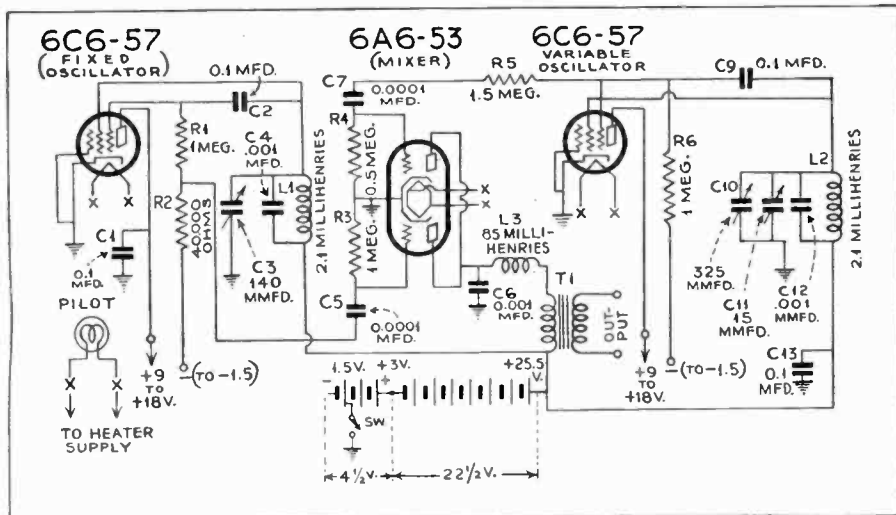 6C6-57
(FIXED
OSCILLATOR)
0.1 MFD.
C2
R1
1 MEG.
R2
40000
OHMS
C4
.001
MFD.
L1
2.1 MILLIHENRIES
C3
140
MMFD.
C1
0.1
MFD.
PILOT
X X
X X
TO HEATER
SUPPLY
+9
TO
+18V.
- (TO -1.5)
6A6-53
(MIXER)
C7
0.0001
MFD.
R5
1.5 MEG.
R4
0.5 MEG.
R3
1 MEG.
X
X
L3
85 MILLI-
HENRIES
C5
0.0001
MFD.
C6
0.001
MFD.
T1
OUT-
PUT
- 1.5V. +3V. +
+25.5
V.
SW
4½V.
22½V.
6C6-57
VARIABLE
OSCILLATOR
C9
0.1 MFD.
X X
R6
1 MEG.
C10
325
MMFD.
C11
15
MMFD.
C12
.001
MMFD.
L2
2.1 MILLIHENRIES
C13
0.1
MFD.
+9
TO
+18V.
- (TO -1.5)